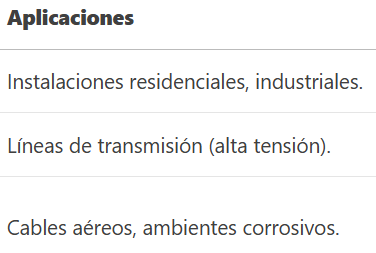 Aplicaciones
Instalaciones residenciales, industriales.
Líneas de transmisión (alta tensión).
Cables aéreos, ambientes corrosivos.